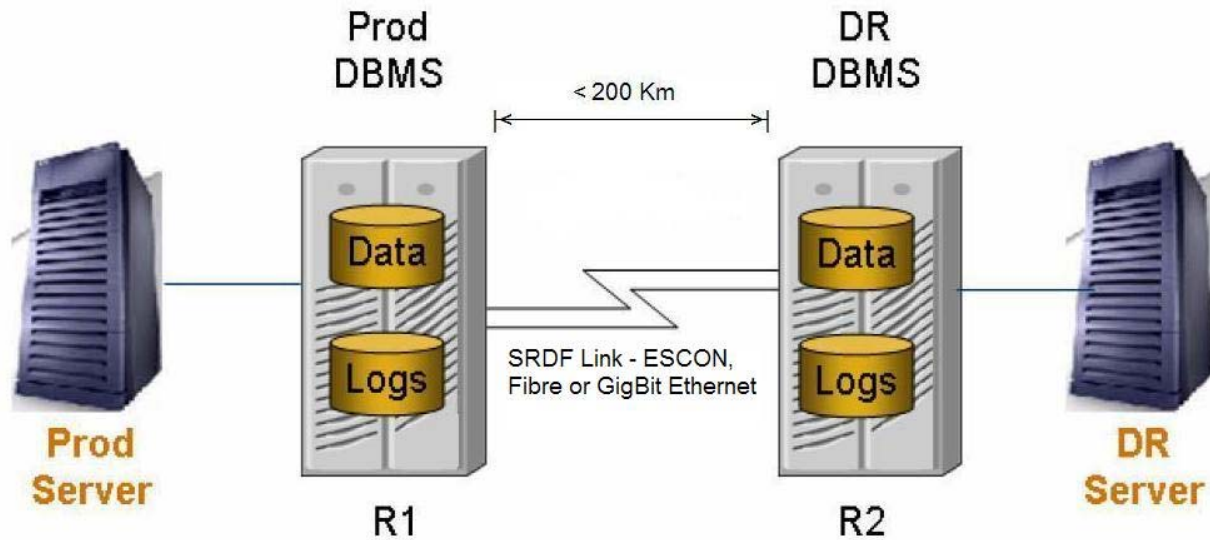 Prod
DBMS
DR
DBMS
< 200 Km
Data
Logs
Data
Logs
SRDF Link - ESCON,
Fibre or GigBit Ethernet
Prod
Server
R1
R2
DR
Server